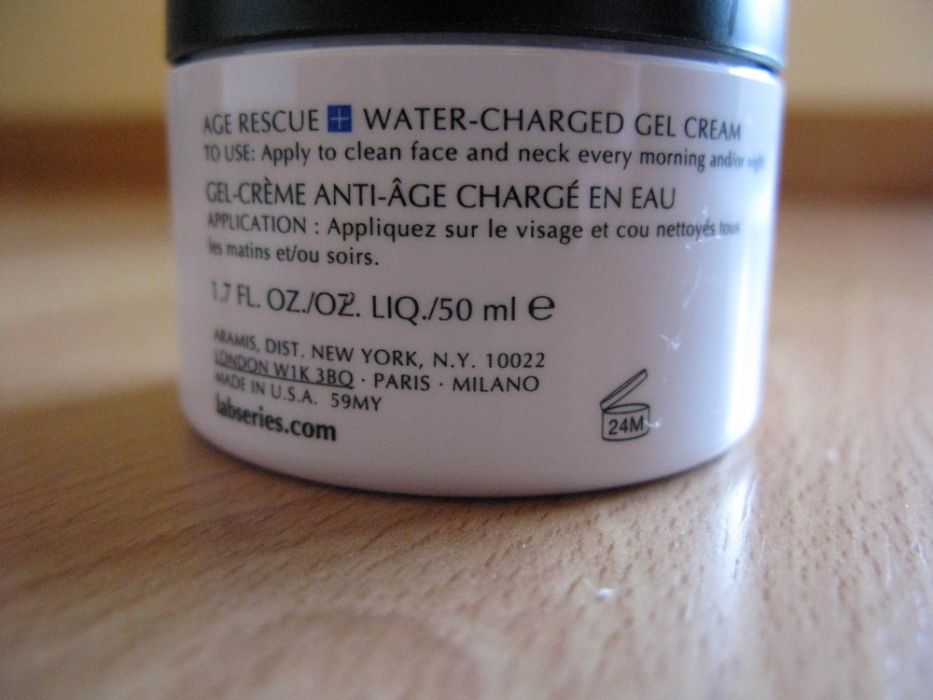 AGE RESCUE + WATER-CHARGED GEL CREAM
TO USE: Apply to clean face and neck every morning and/or night
GEL-CRÈME ANTI-ÂGE CHARGÉ EN EAU
APPLICATION : Appliquez sur le visage et cou nettoyés tous
les matins et/ou soirs.
1.7 FL. OZ./OZ. LIQ./50 ml e
ARAMIS, DIST. NEW YORK, N.Y. 10022
LONDON W1K 3BQ · PARIS · MILANO
MADE IN U.S.A. 59MY
labseries.com
24M